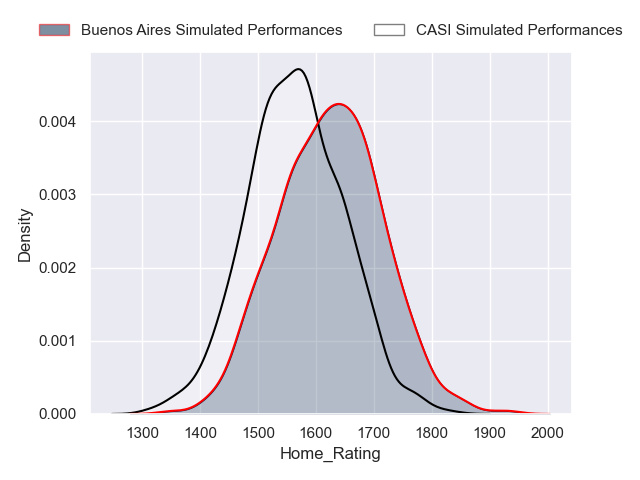 Buenos Aires Simulated Performances CASI Simulated Performances
0.004
0.003
0.002
0.001
0.000
Density
1300 1400 1500 1600 1700 1800 1900 2000
Home_Rating